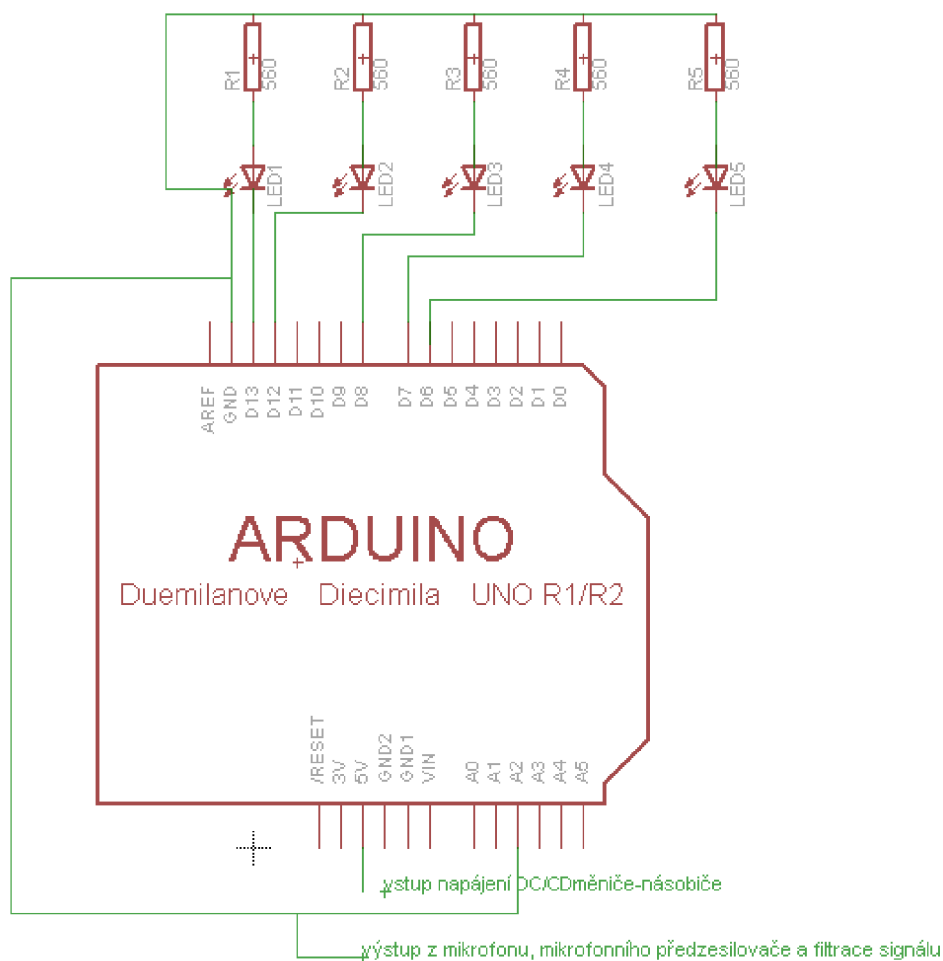 R1 560 R2 560 R3 560 R4 560 R5 560
LED1 LED2 LED3 LED4 LED5
AREF GND D13 D12 D11 D10 D9 D8 D7 D6 D5 D4 D3 D2 D1 D0
ARDUINO
Duemilanove Diecimila UNO R1/R2
/RESET 3V 5V GND2 GND1 VIN A0 A1 A2 A3 A4 A5
vstup napájení DC/CDměniče-násobiče
výstup z mikrofonu, mikrofonního předzesilovače a filtrace signálu